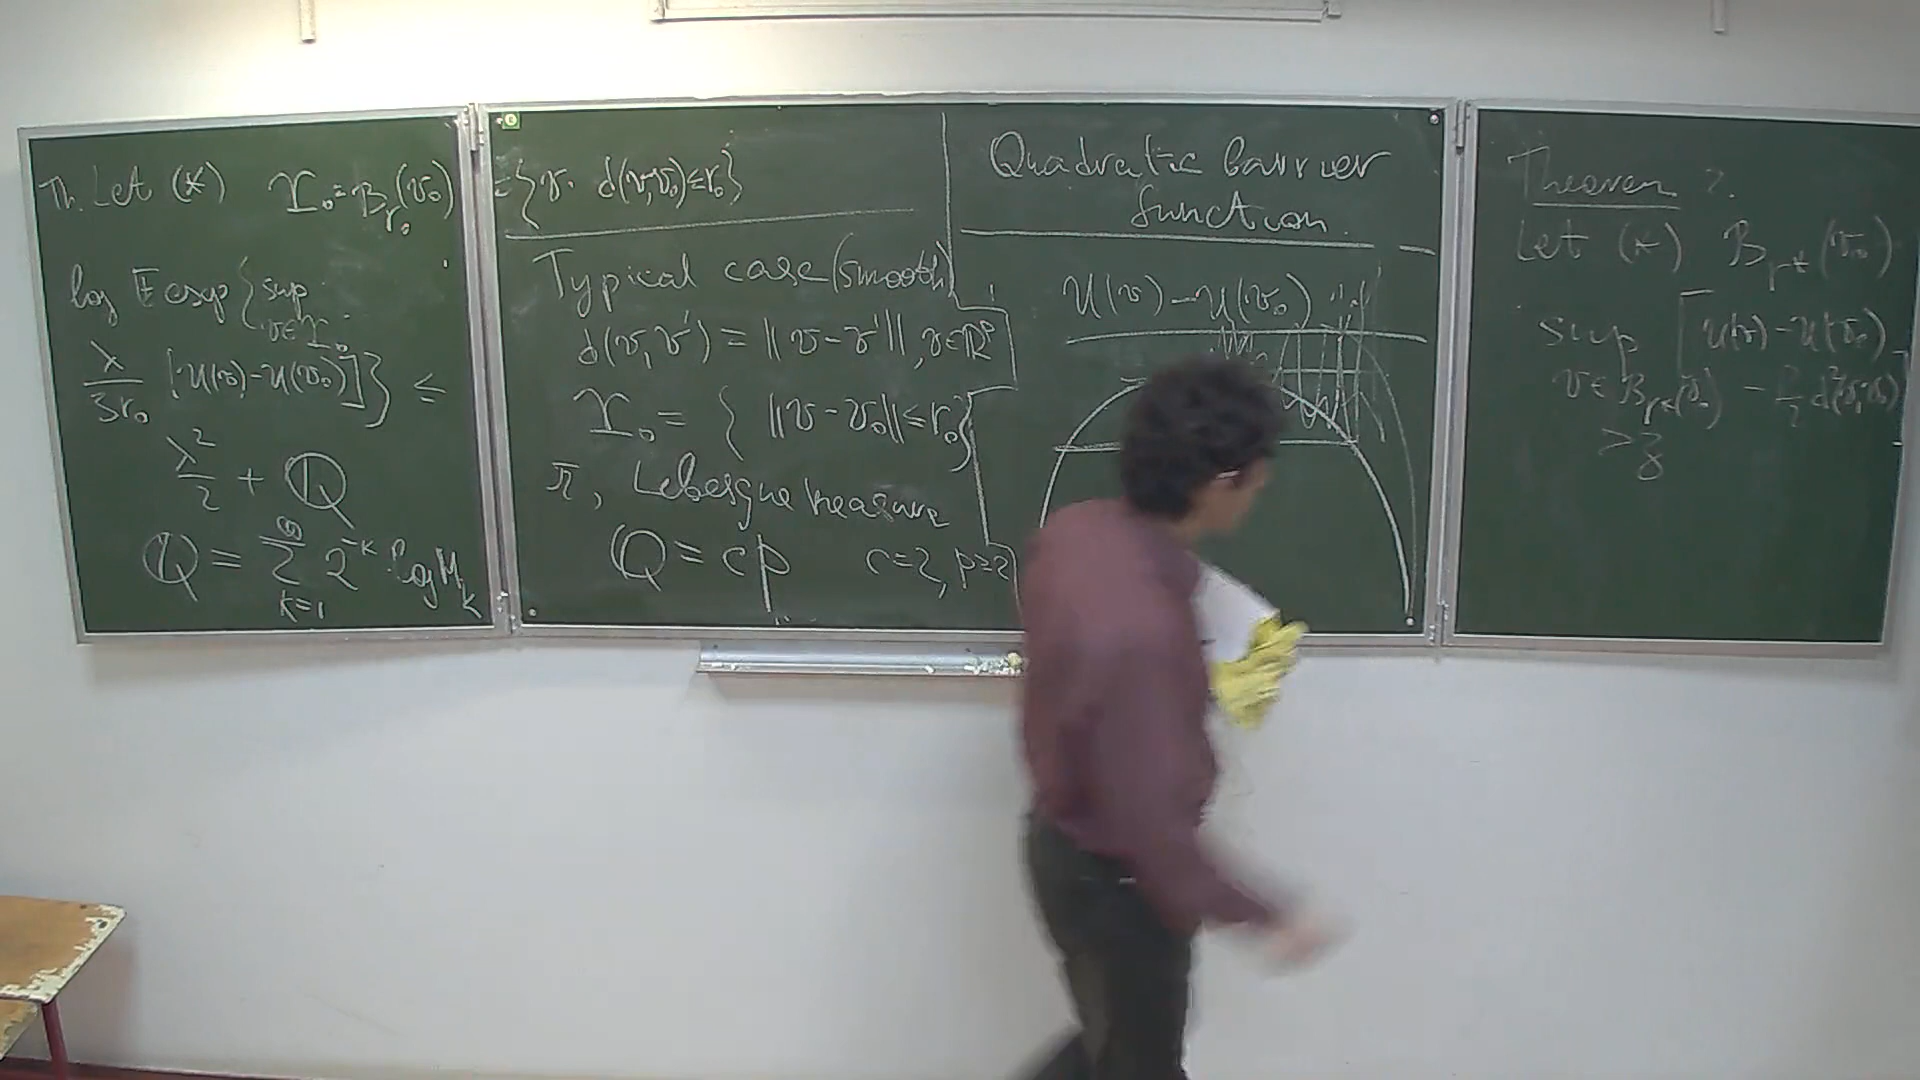 Th. Let (*) Υ₀ = B_{r₀}(υ₀) = {υ: d(υ,υ₀) ≤ r₀}
log E exp { sup
υ∈Υ₀
λ/3r₀ [U(υ) - U(υ₀)] } ≤
λ²/2 + Q
Q = Σ_{k=1}^{∞} 2^{-k} log M_k
Typical case (smooth)
d(υ,υ') = ||υ-υ'||, υ∈ℝ^p
Υ₀ = { ||υ-υ₀|| ≤ r₀}
π, Lebesgue measure
Q = cp c=2, p≥2
Quadratic barrier
function
U(υ) - U(υ₀)
Theorem 2.
Let (*) B_{r*}(υ₀)
sup [U(υ) - U(υ₀)
υ∈B_{r*}(υ₀) - d²(υ,υ₀)]
> z